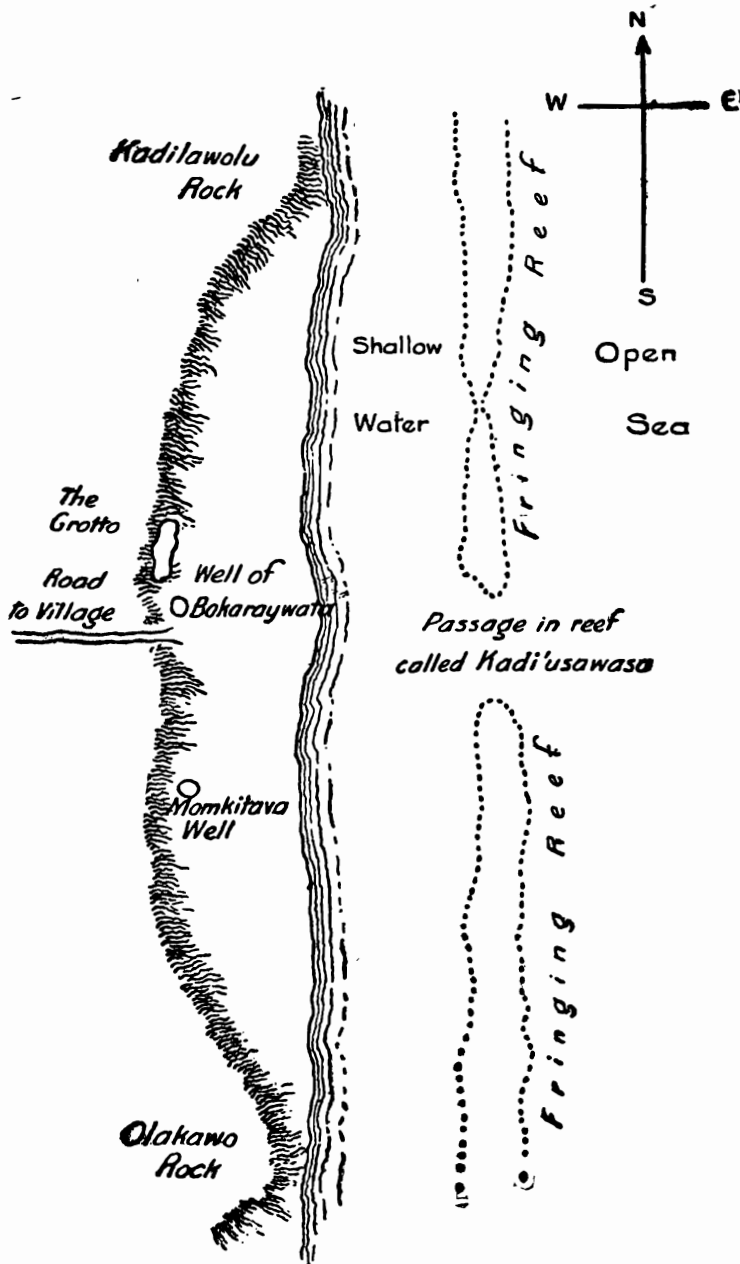 N
W E
S
Kadilawolu
Rock
Shallow
Water
Open
Sea
Fringing Reef
The
Grotto
Road
to Village
Well of
Bokaraywata
Passage in reef
called Kadi'usawasa
Momkitava
Well
Fringing Reef
Olakawo
Rock